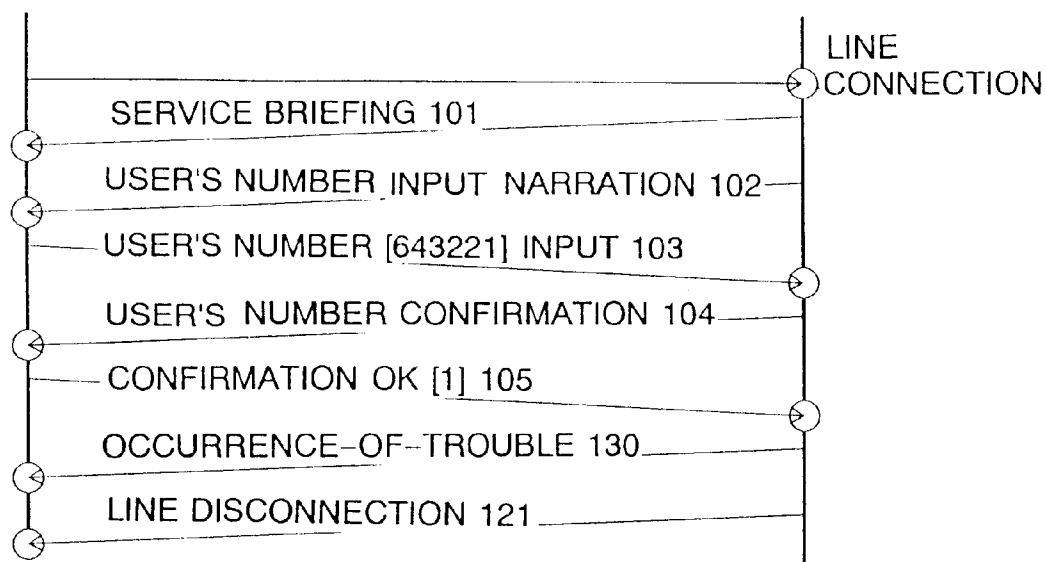 LINE
CONNECTION
SERVICE BRIEFING 101
USER'S NUMBER INPUT NARRATION 102
USER'S NUMBER [643221] INPUT 103
USER'S NUMBER CONFIRMATION 104
CONFIRMATION OK [1] 105
OCCURRENCE-OF-TROUBLE 130
LINE DISCONNECTION 121